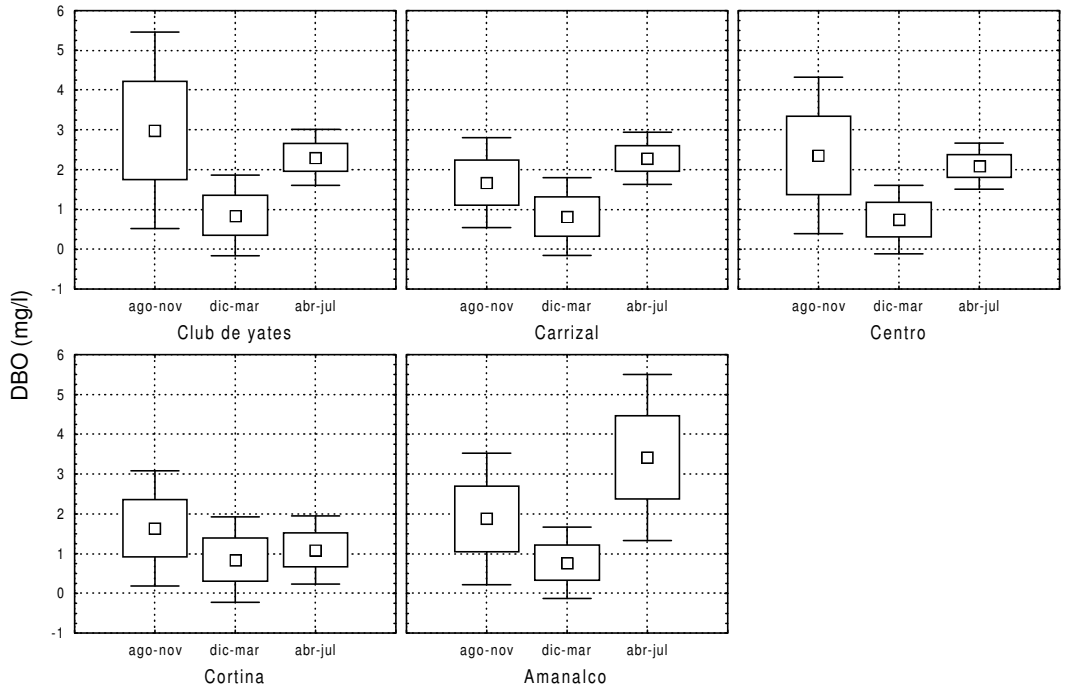 6
5
4
3
2
1
0
-1
ago-nov dic-mar abr-jul
Club de yates
ago-nov dic-mar abr-jul
Carrizal
ago-nov dic-mar abr-jul
Centro
DBO (mg/l)
6
5
4
3
2
1
0
-1
ago-nov dic-mar abr-jul
Cortina
ago-nov dic-mar abr-jul
Amanalco